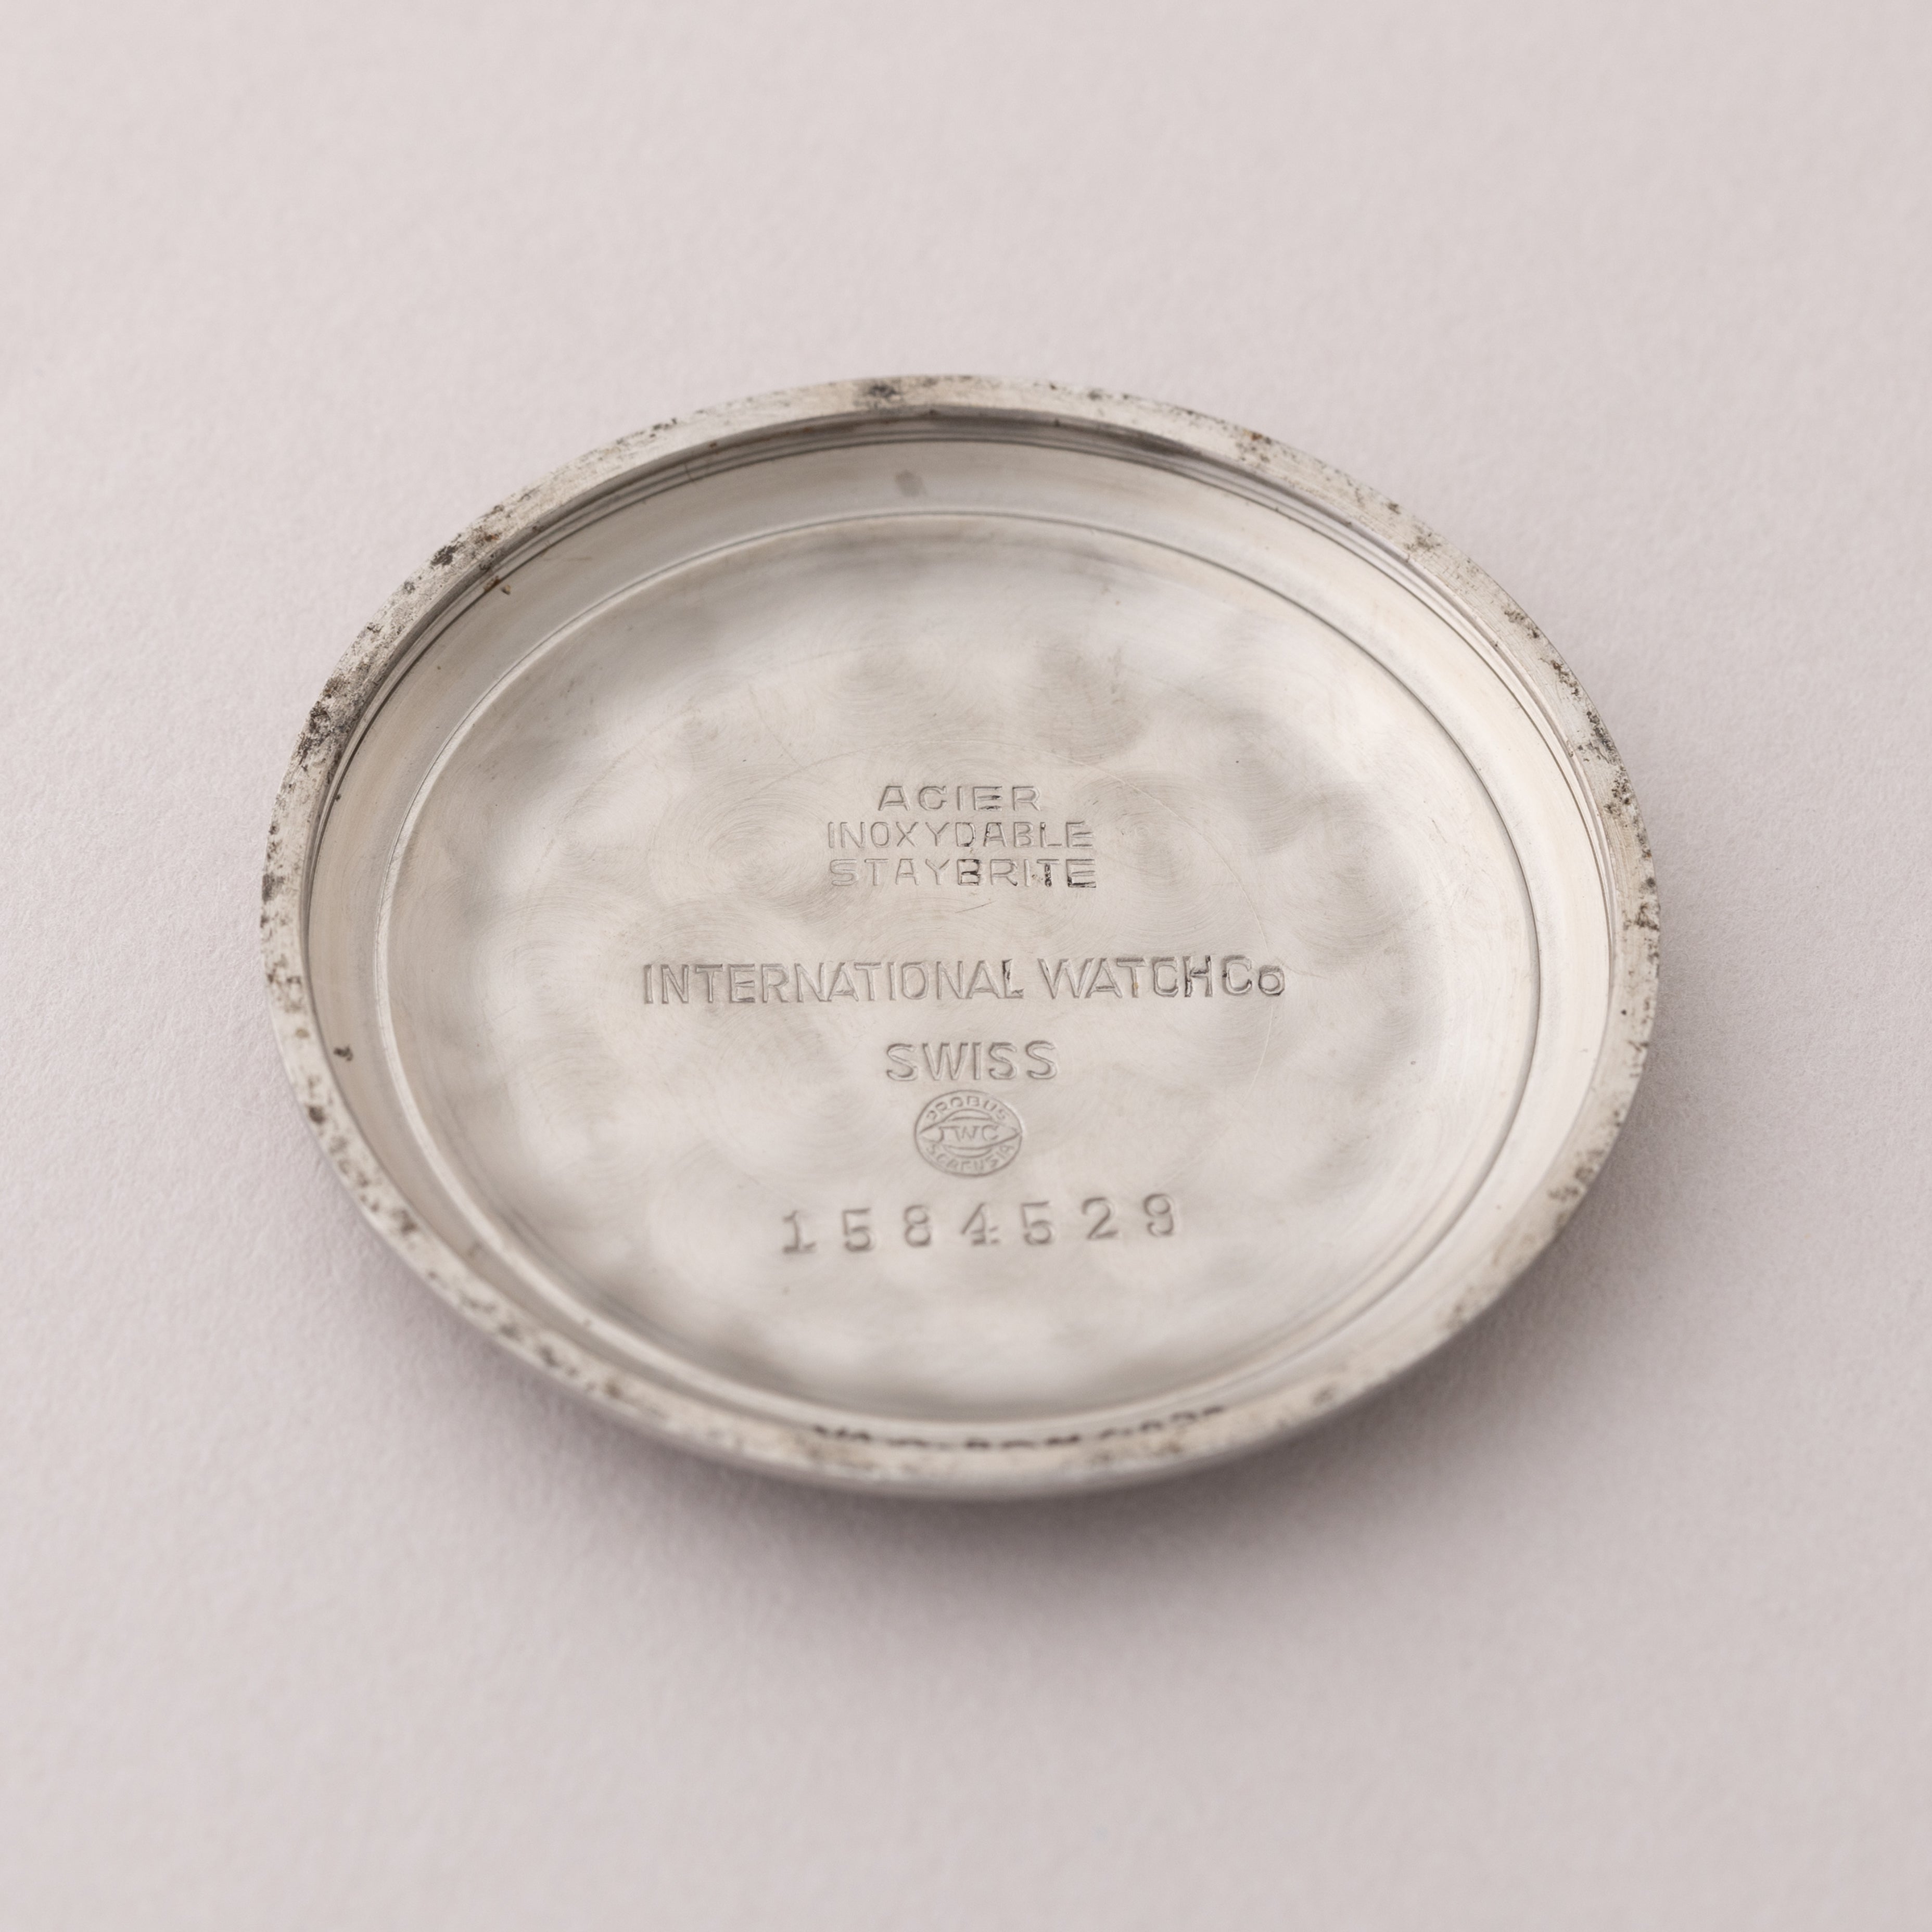 ACIER
INOXYDABLE
STAYBRITE
INTERNATIONAL WATCH Co
SWISS
PROBUS
IWC
SCAFUSIA
1584529